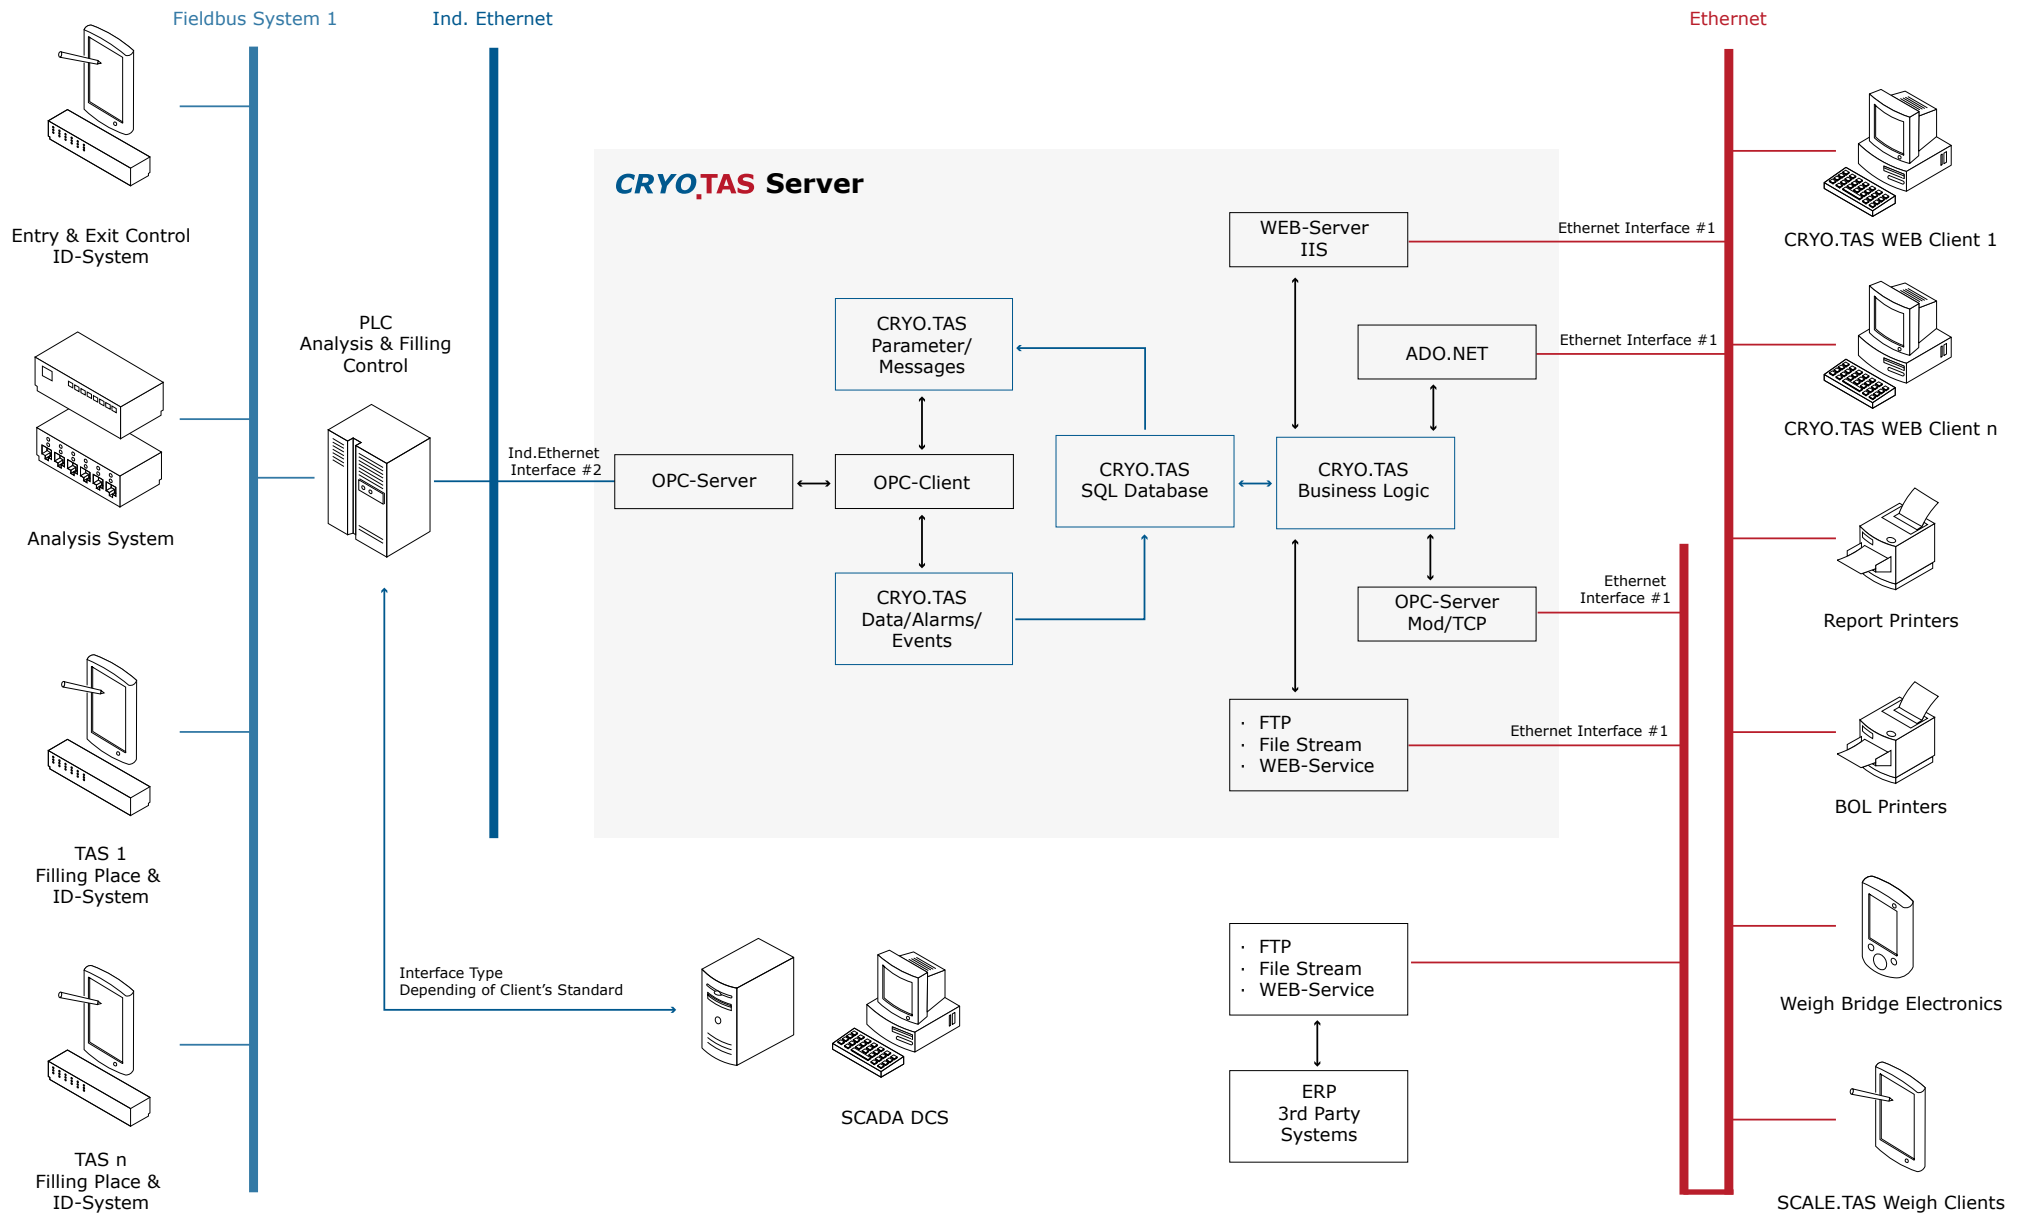 Fieldbus System 1
Ind. Ethernet
Ethernet
Entry & Exit Control
ID-System
Analysis System
TAS 1
Filling Place &
ID-System
TAS n
Filling Place &
ID-System
PLC
Analysis & Filling
Control
Ind.Ethernet
Interface #2
Interface Type
Depending of Client's Standard
SCADA DCS
CRYO.TAS Server
OPC-Server
CRYO.TAS
Parameter/
Messages
OPC-Client
CRYO.TAS
Data/Alarms/
Events
CRYO.TAS
SQL Database
CRYO.TAS
Business Logic
WEB-Server
IIS
ADO.NET
OPC-Server
Mod/TCP
· FTP
· File Stream
· WEB-Service
Ethernet Interface #1
Ethernet Interface #1
Ethernet
Interface #1
Ethernet Interface #1
· FTP
· File Stream
· WEB-Service
ERP
3rd Party
Systems
CRYO.TAS WEB Client 1
CRYO.TAS WEB Client n
Report Printers
BOL Printers
Weigh Bridge Electronics
SCALE.TAS Weigh Clients